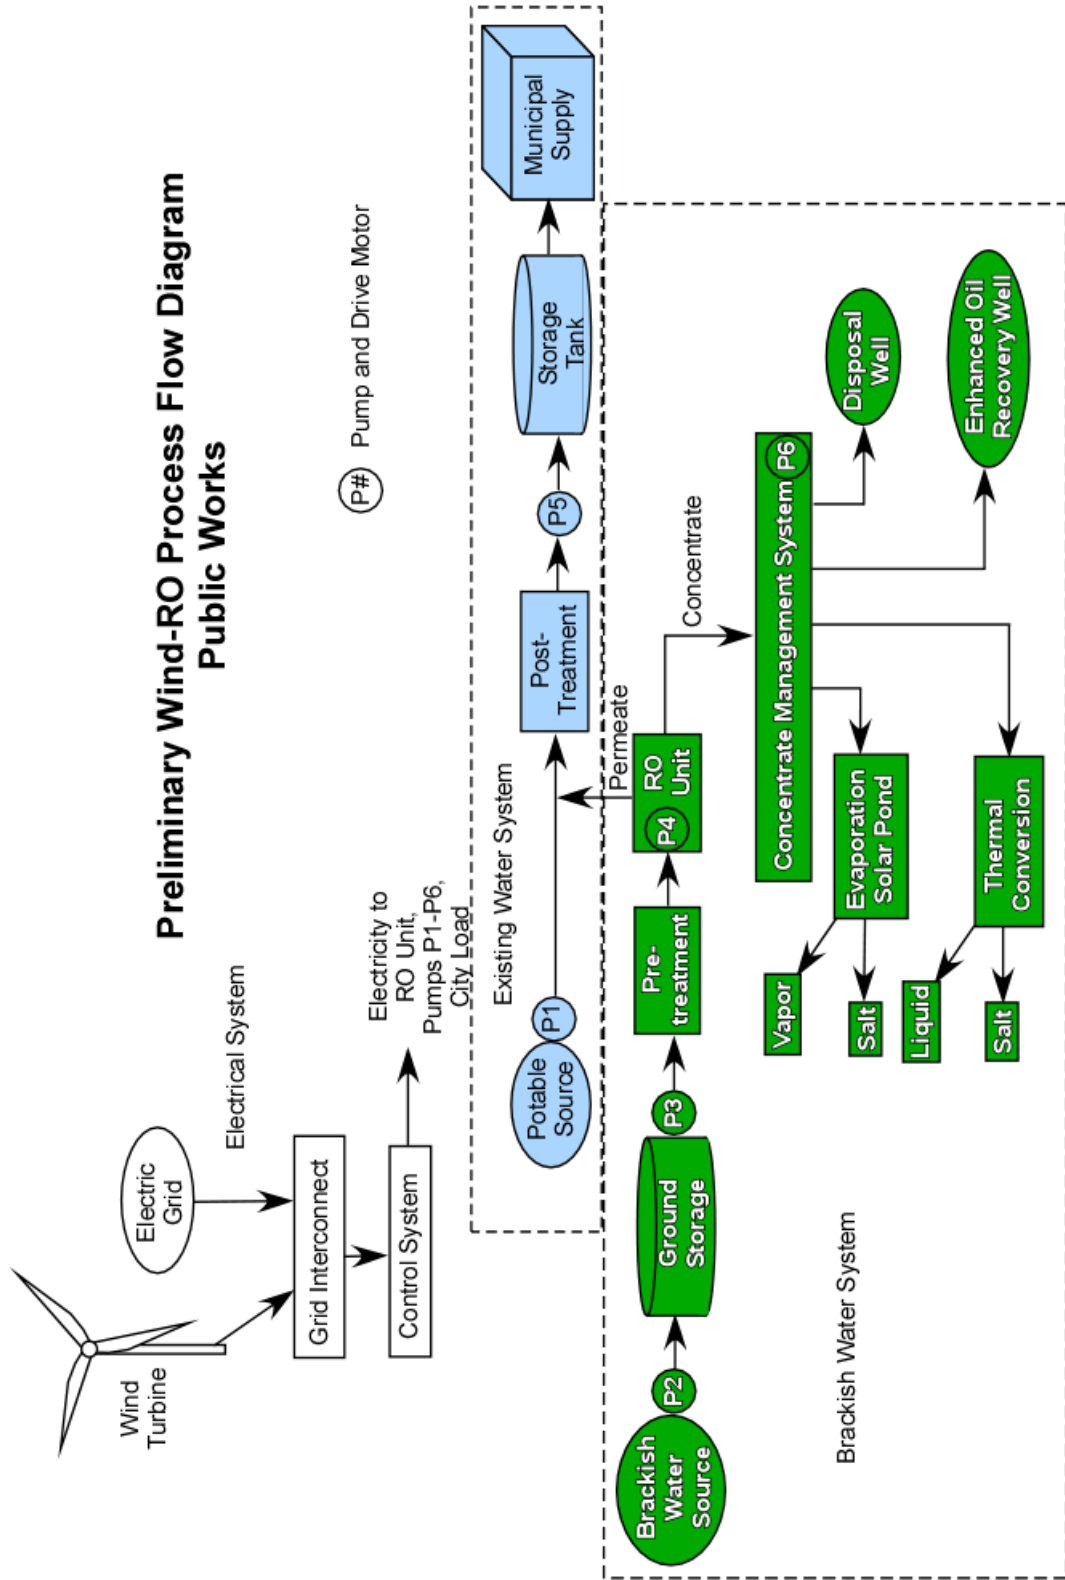 Preliminary Wind-RO Process Flow Diagram
Public Works
Wind
Turbine
Electric
Grid
Electrical System
Grid Interconnect
Control System
Electricity to
RO Unit,
Pumps P1-P6,
City Load
P# Pump and Drive Motor
Existing Water System
Potable
Source
P1
Post-
Treatment
P5
Storage
Tank
Municipal
Supply
Permeate
Brackish
Water
Source
P2
Ground
Storage
P3
Pre-
treatment
P4
RO
Unit
Concentrate
Concentrate Management System P6
Disposal
Well
Enhanced Oil
Recovery Well
Evaporation
Solar Pond
Vapor
Salt
Thermal
Conversion
Liquid
Salt
Brackish Water System